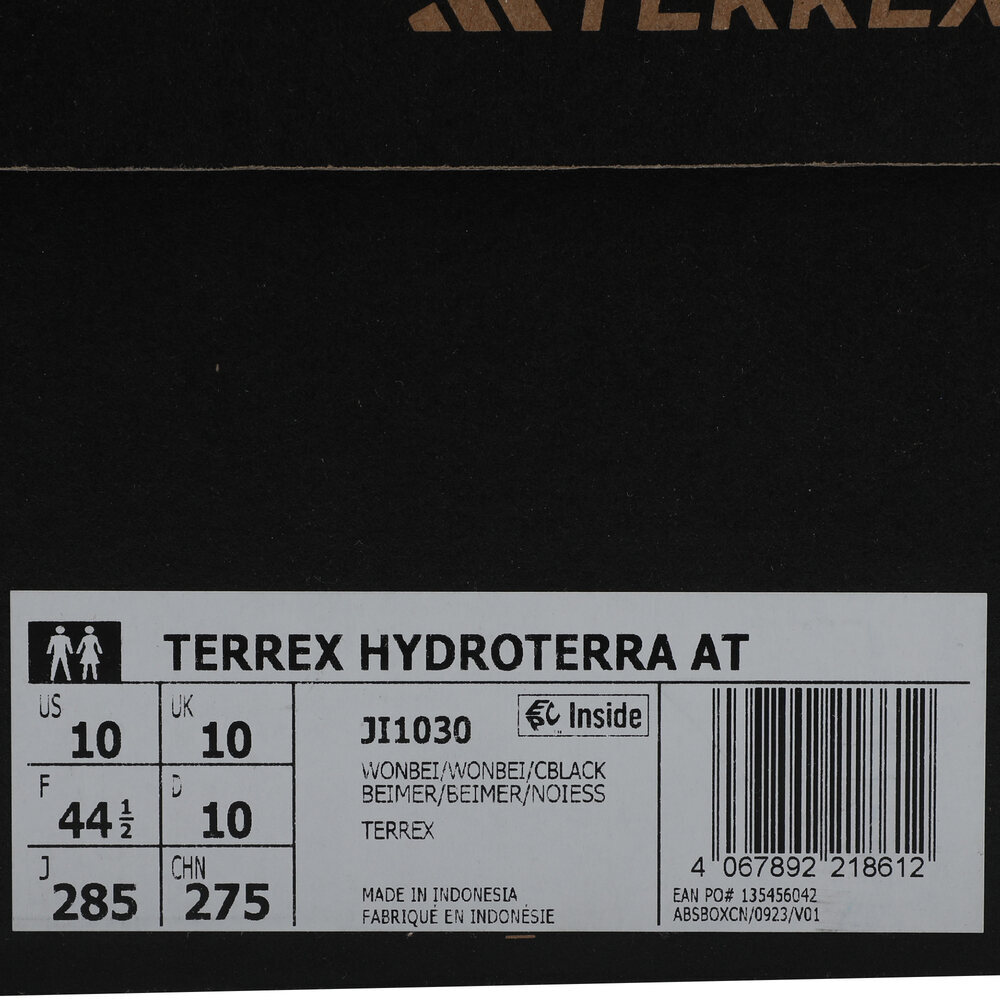 TERREX
TERREX HYDROTERRA AT
US
10
UK
10
F
44 1/2
D
10
J
285
CHN
275
JI1030
Inside
WONBEI/WONBEI/CBLACK
BEIMER/BEIMER/NOIESS
TERREX
MADE IN INDONESIA
FABRIQUÉ EN INDONÉSIE
4 067892 218612
EAN PO# 135456042
ABSBOXCN/0923/V01